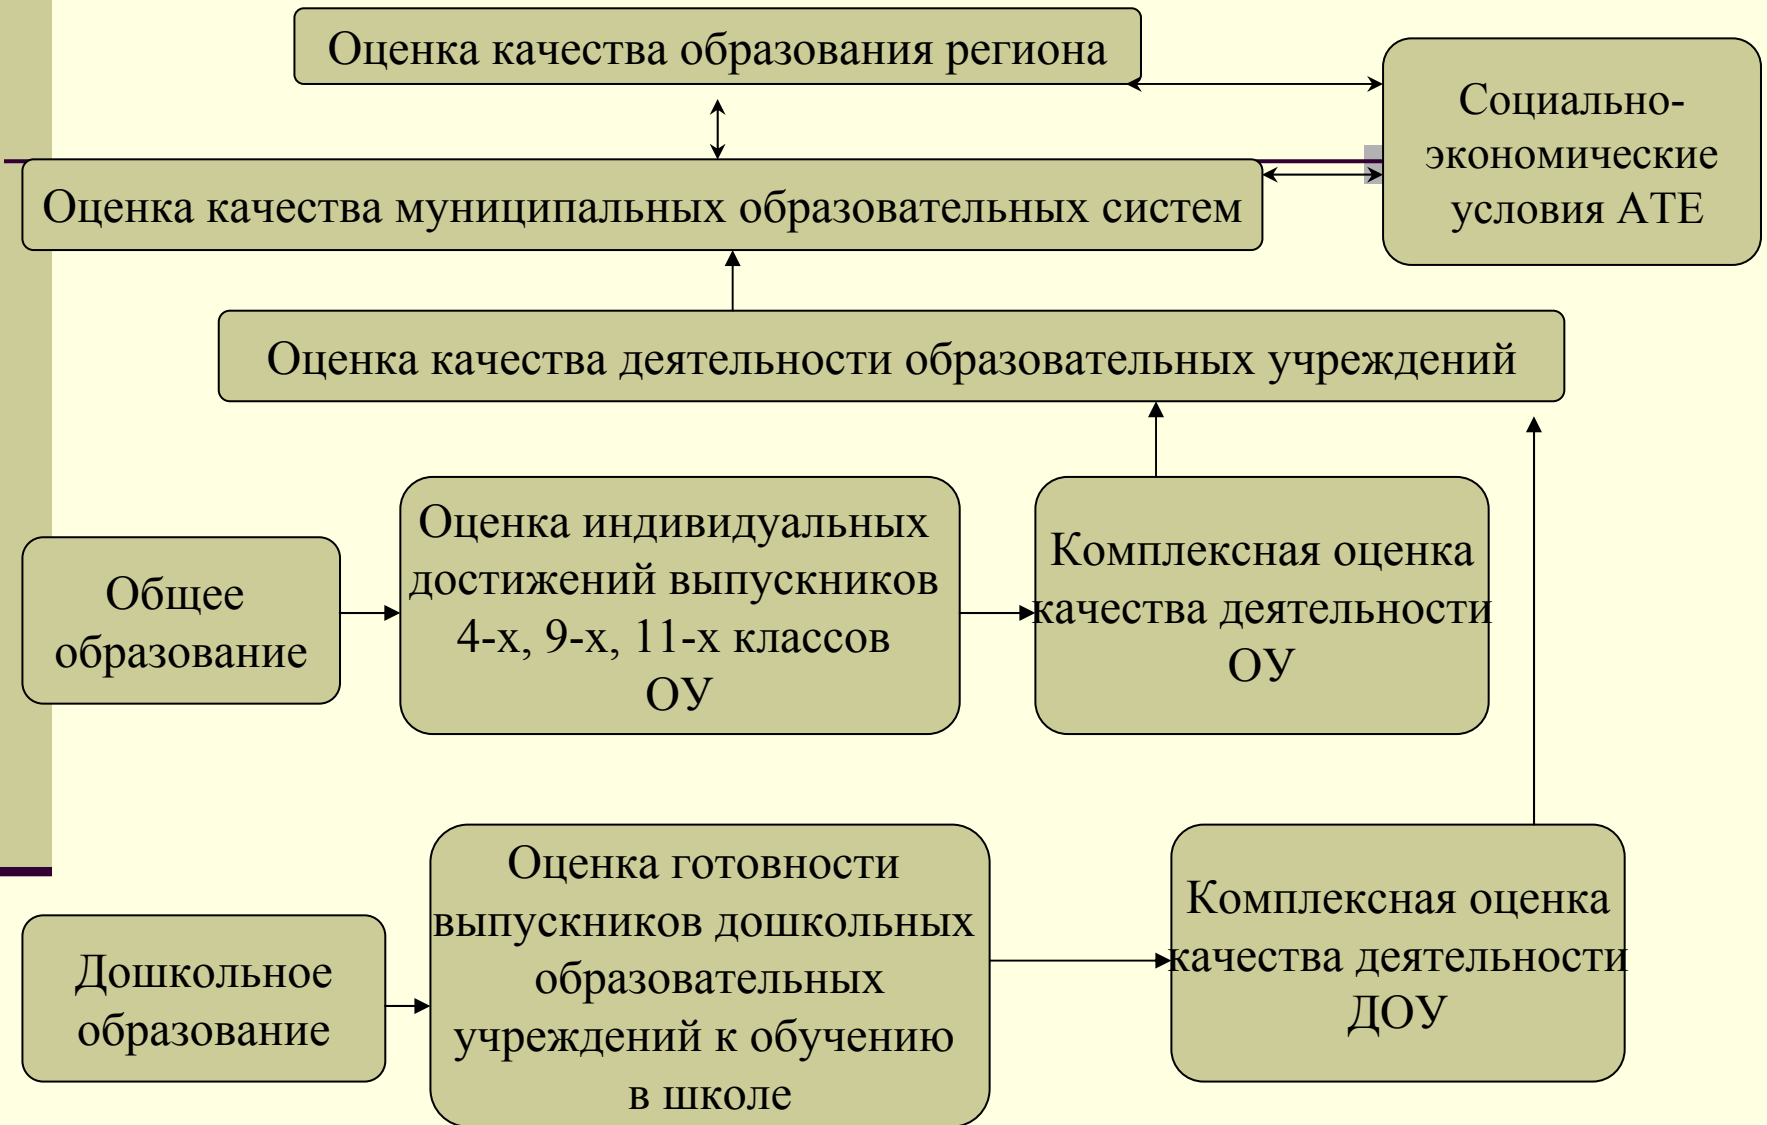 Оценка качества образования региона
Социально-
экономические
условия АТЕ
Оценка качества муниципальных образовательных систем
Оценка качества деятельности образовательных учреждений
Общее
образование
Оценка индивидуальных
достижений выпускников
4-х, 9-х, 11-х классов
ОУ
Комплексная оценка
качества деятельности
ОУ
Дошкольное
образование
Оценка готовности
выпускников дошкольных
образовательных
учреждений к обучению
в школе
Комплексная оценка
качества деятельности
ДОУ